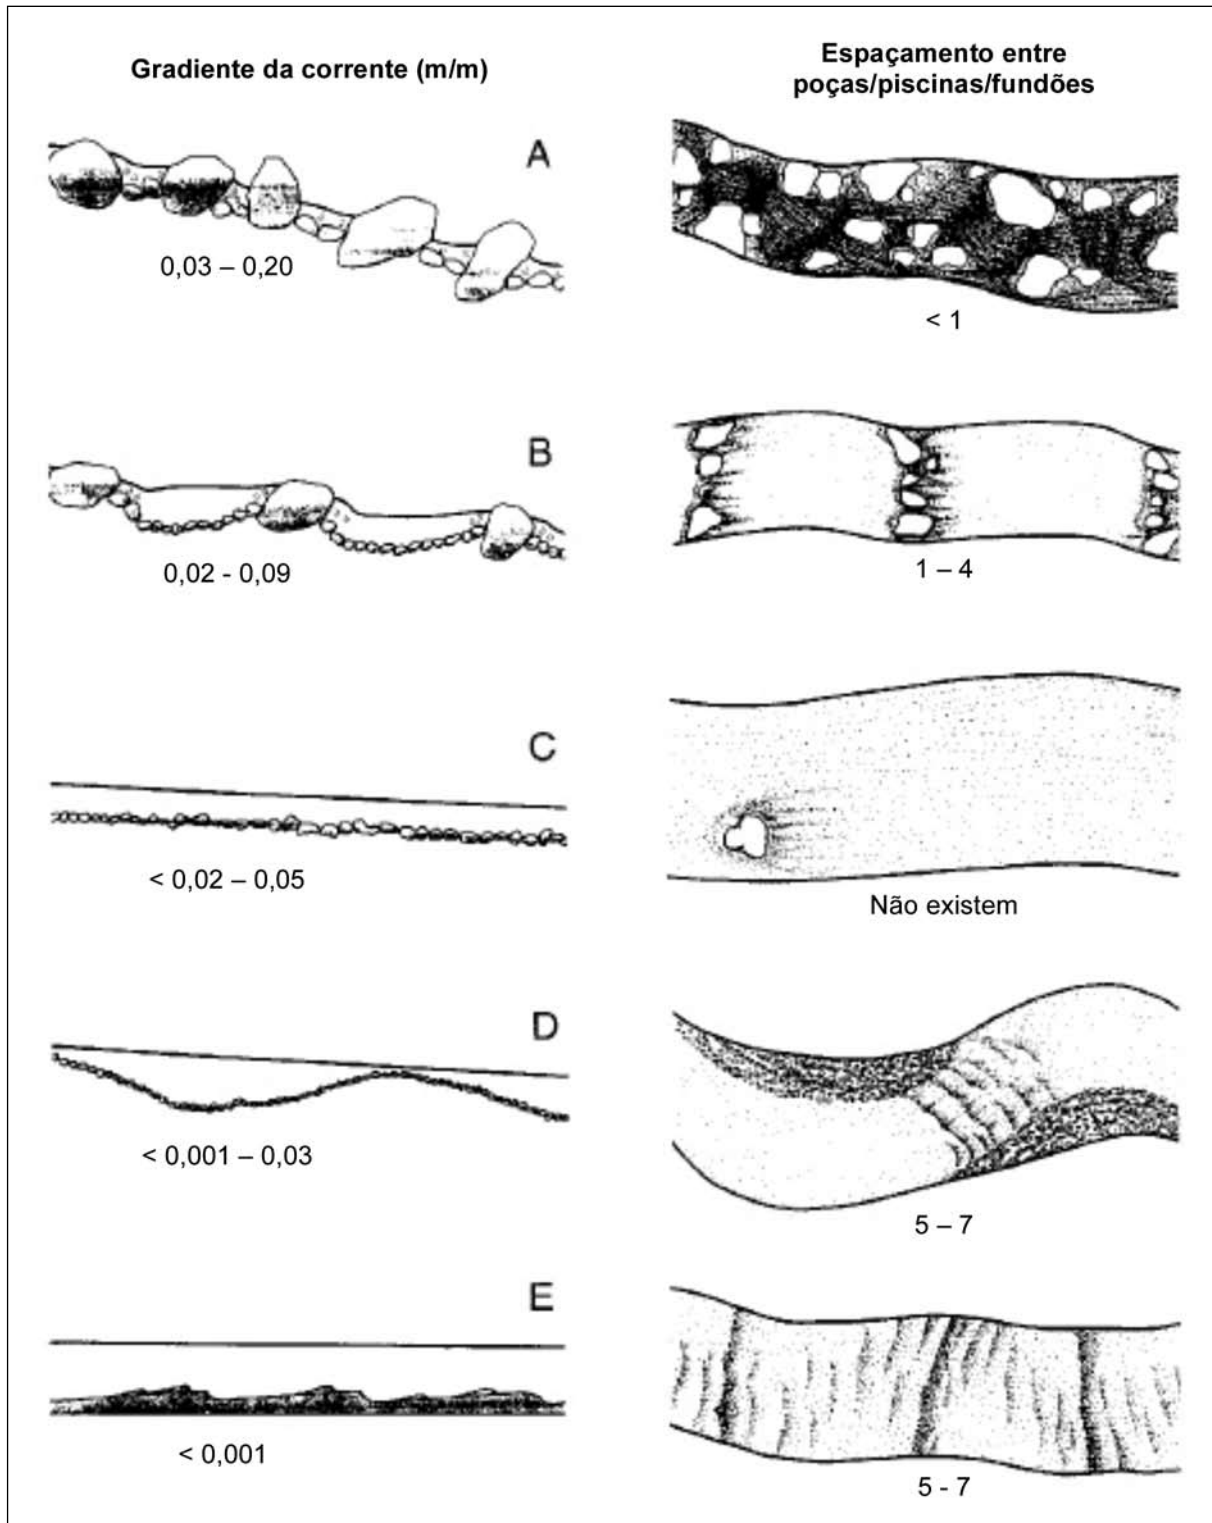 Gradiente da corrente (m/m)
Espaçamento entre
poças/piscinas/fundões
A
0,03 – 0,20
< 1
B
0,02 - 0,09
1 – 4
C
< 0,02 – 0,05
Não existem
D
< 0,001 – 0,03
5 – 7
E
< 0,001
5 - 7